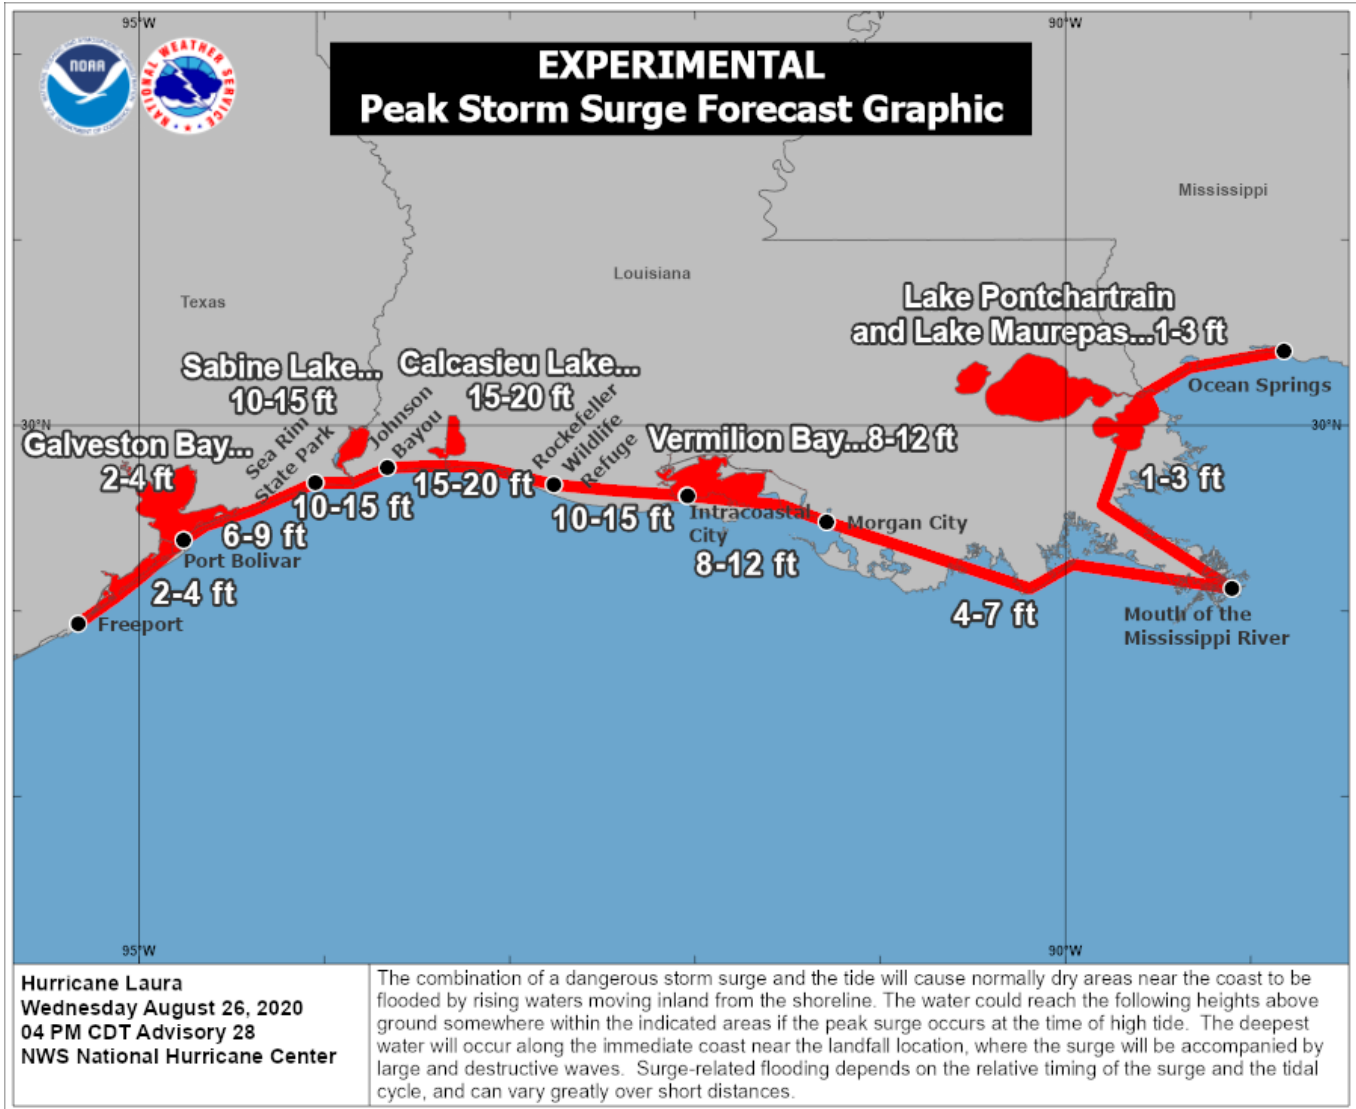 95°W
90°W
NOAA
NATIONAL WEATHER SERVICE
EXPERIMENTAL
Peak Storm Surge Forecast Graphic
Mississippi
Louisiana
Texas
Lake Pontchartrain
and Lake Maurepas...1-3 ft
Sabine Lake...
10-15 ft
Calcasieu Lake...
15-20 ft
Ocean Springs
Johnson
Bayou
Rockefeller
Wildlife
Refuge
Sea Rim
State Park
30°N
30°N
Galveston Bay...
2-4 ft
Vermilion Bay...8-12 ft
1-3 ft
15-20 ft
10-15 ft
10-15 ft
Intracoastal
City
Morgan City
6-9 ft
Port Bolivar
8-12 ft
2-4 ft
4-7 ft
Freeport
Mouth of the
Mississippi River
95°W
90°W
Hurricane Laura
Wednesday August 26, 2020
04 PM CDT Advisory 28
NWS National Hurricane Center
The combination of a dangerous storm surge and the tide will cause normally dry areas near the coast to be
flooded by rising waters moving inland from the shoreline. The water could reach the following heights above
ground somewhere within the indicated areas if the peak surge occurs at the time of high tide. The deepest
water will occur along the immediate coast near the landfall location, where the surge will be accompanied by
large and destructive waves. Surge-related flooding depends on the relative timing of the surge and the tidal
cycle, and can vary greatly over short distances.